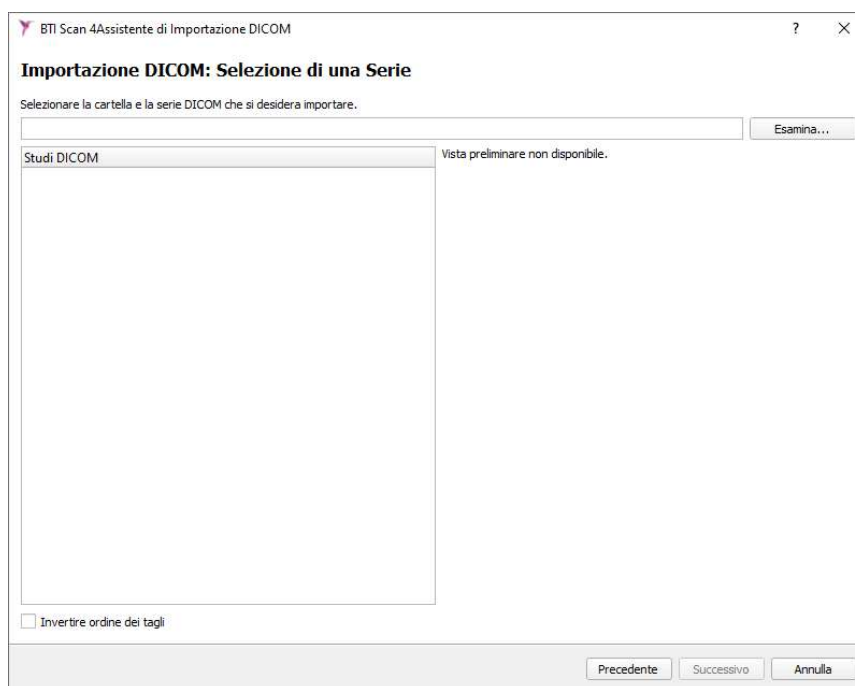 BTI Scan 4Assistente di Importazione DICOM
?
Importazione DICOM: Selezione di una Serie
Selezionare la cartella e la serie DICOM che si desidera importare.
Esamina...
Studi DICOM
Vista preliminare non disponibile.
Invertire ordine dei tagli
Precedente
Successivo
Annulla